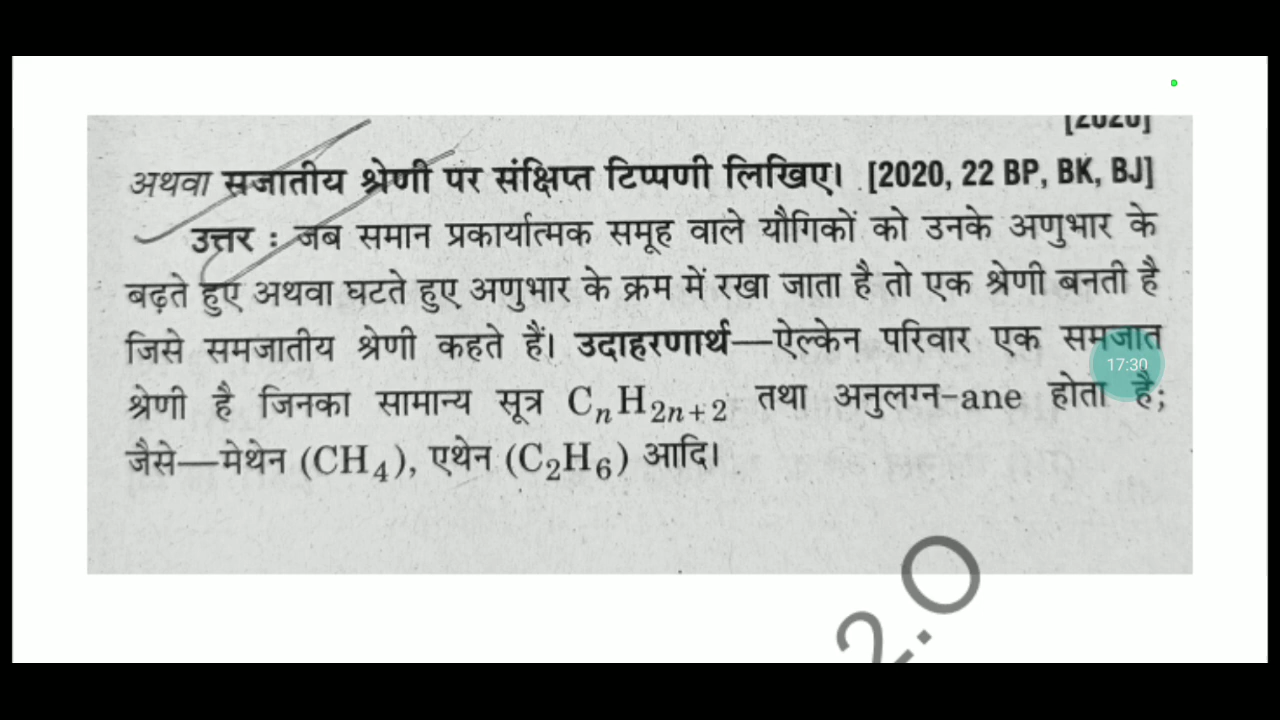 [2020]
अथवा सजातीय श्रेणी पर संक्षिप्त टिप्पणी लिखिए। [2020, 22 BP, BK, BJ]
उत्तर : जब समान प्रकार्यात्मक समूह वाले यौगिकों को उनके अणुभार के
बढ़ते हुए अथवा घटते हुए अणुभार के क्रम में रखा जाता है तो एक श्रेणी बनती है
जिसे समजातीय श्रेणी कहते हैं। उदाहरणार्थ—ऐल्केन परिवार एक समजात
17:30
श्रेणी है जिनका सामान्य सूत्र CₙH₂ₙ₊₂ तथा अनुलग्न-ane होता है;
जैसे—मेथेन (CH₄), एथेन (C₂H₆) आदि।
2.O